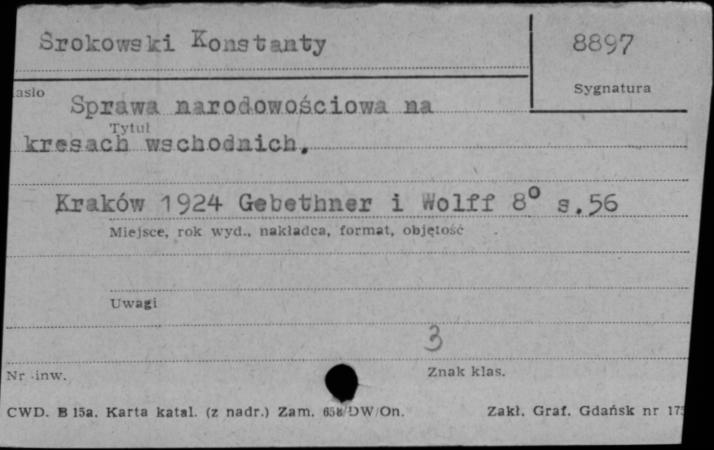 Srokowski Konstanty
8897
Sygnatura
asło
Sprawa narodowościowa na
Tytuł
kresach wschodnich.
Kraków 1924 Gebethner i Wolff 8° s.56
Miejsce, rok wyd., nakładca, format, objętość
Uwagi
3
Nr inw.
Znak klas.
CWD. B 15a. Karta katal. (z nadr.) Zam. DW/On.
Zakł. Graf. Gdańsk nr